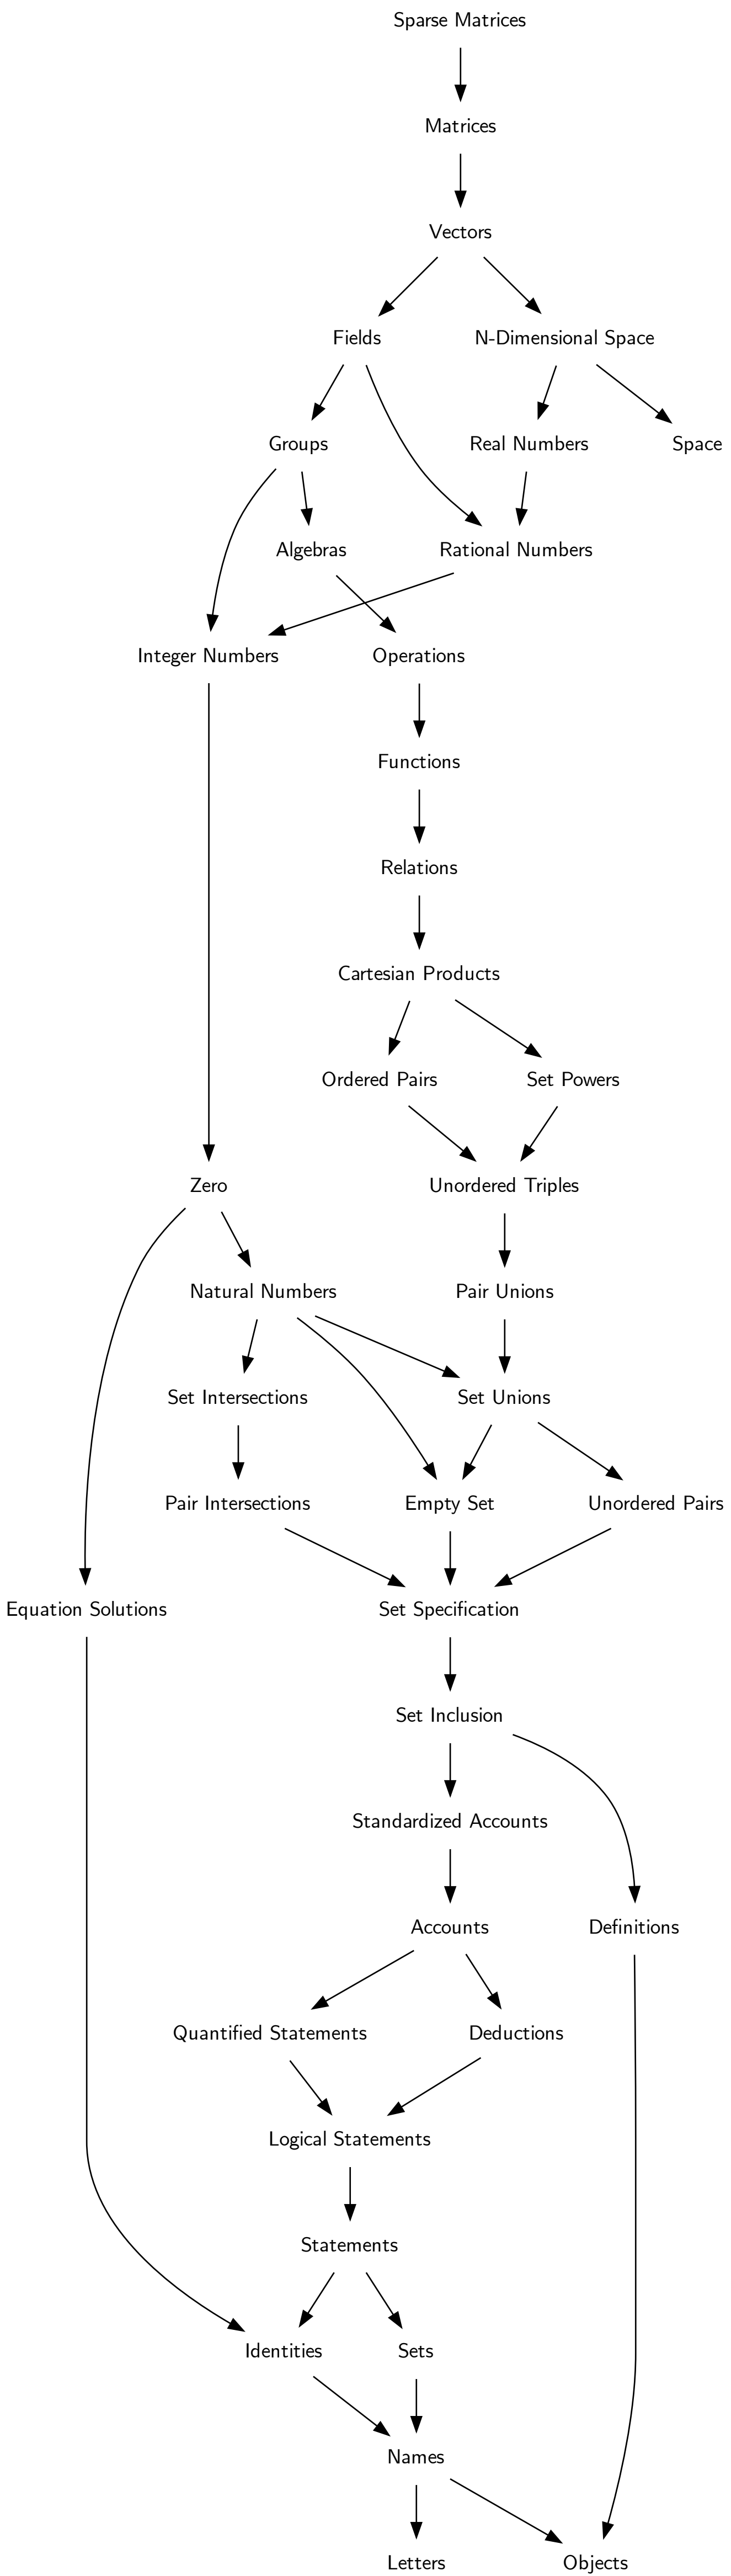 Sparse Matrices
Matrices
Vectors
Fields
N-Dimensional Space
Groups
Real Numbers
Space
Algebras
Rational Numbers
Integer Numbers
Operations
Functions
Relations
Cartesian Products
Ordered Pairs
Set Powers
Zero
Unordered Triples
Natural Numbers
Pair Unions
Set Intersections
Set Unions
Pair Intersections
Empty Set
Unordered Pairs
Equation Solutions
Set Specification
Set Inclusion
Standardized Accounts
Accounts
Definitions
Quantified Statements
Deductions
Logical Statements
Statements
Identities
Sets
Names
Letters
Objects